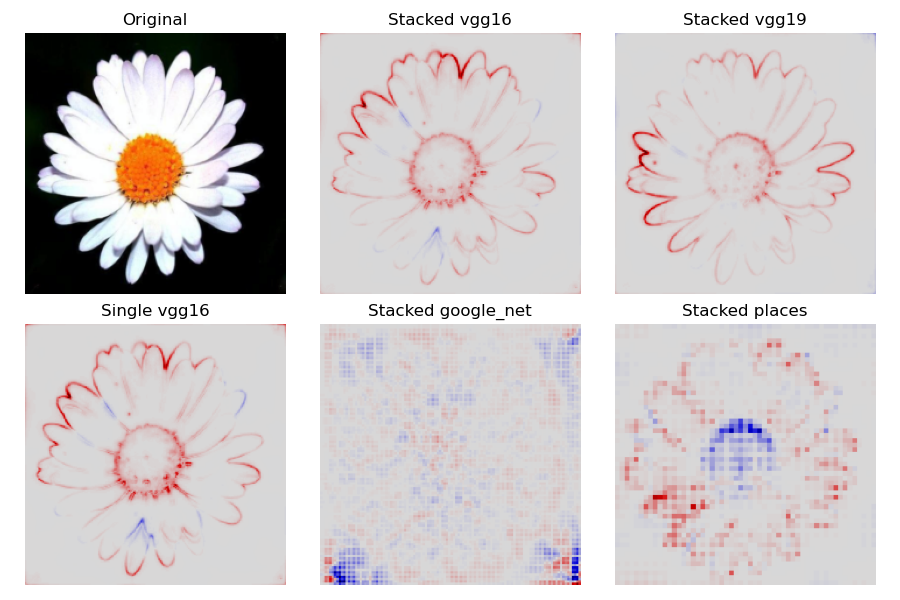 Original
Stacked vgg16
Stacked vgg19
Single vgg16
Stacked google_net
Stacked places